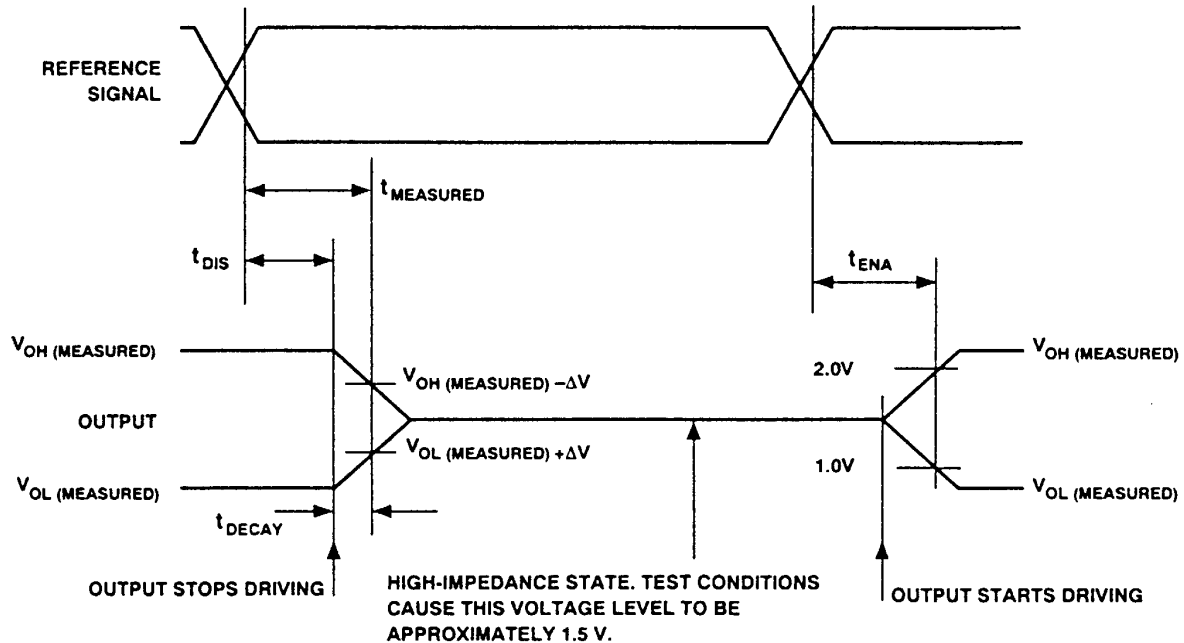 REFERENCE
SIGNAL
tMEASURED
tDIS
tENA
VOH (MEASURED)
VOH (MEASURED) –ΔV
2.0V
VOH (MEASURED)
OUTPUT
VOL (MEASURED) +ΔV
1.0V
VOL (MEASURED)
VOL (MEASURED)
tDECAY
OUTPUT STOPS DRIVING
HIGH-IMPEDANCE STATE. TEST CONDITIONS
CAUSE THIS VOLTAGE LEVEL TO BE
APPROXIMATELY 1.5 V.
OUTPUT STARTS DRIVING